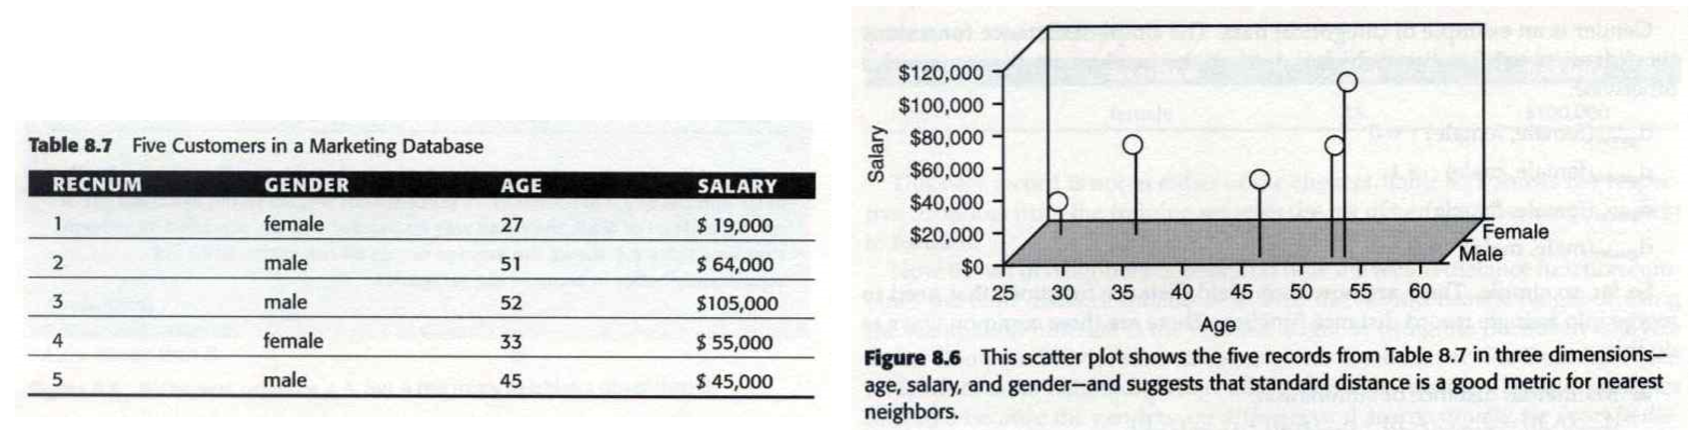 Table 8.7 Five Customers in a Marketing Database
RECNUM GENDER AGE SALARY
1 female 27 $ 19,000
2 male 51 $ 64,000
3 male 52 $105,000
4 female 33 $ 55,000
5 male 45 $ 45,000
$120,000
$100,000
$80,000
$60,000
$40,000
$20,000
$0
Salary
Female
Male
25 30 35 40 45 50 55 60
Age
Figure 8.6 This scatter plot shows the five records from Table 8.7 in three dimensions—
age, salary, and gender—and suggests that standard distance is a good metric for nearest
neighbors.